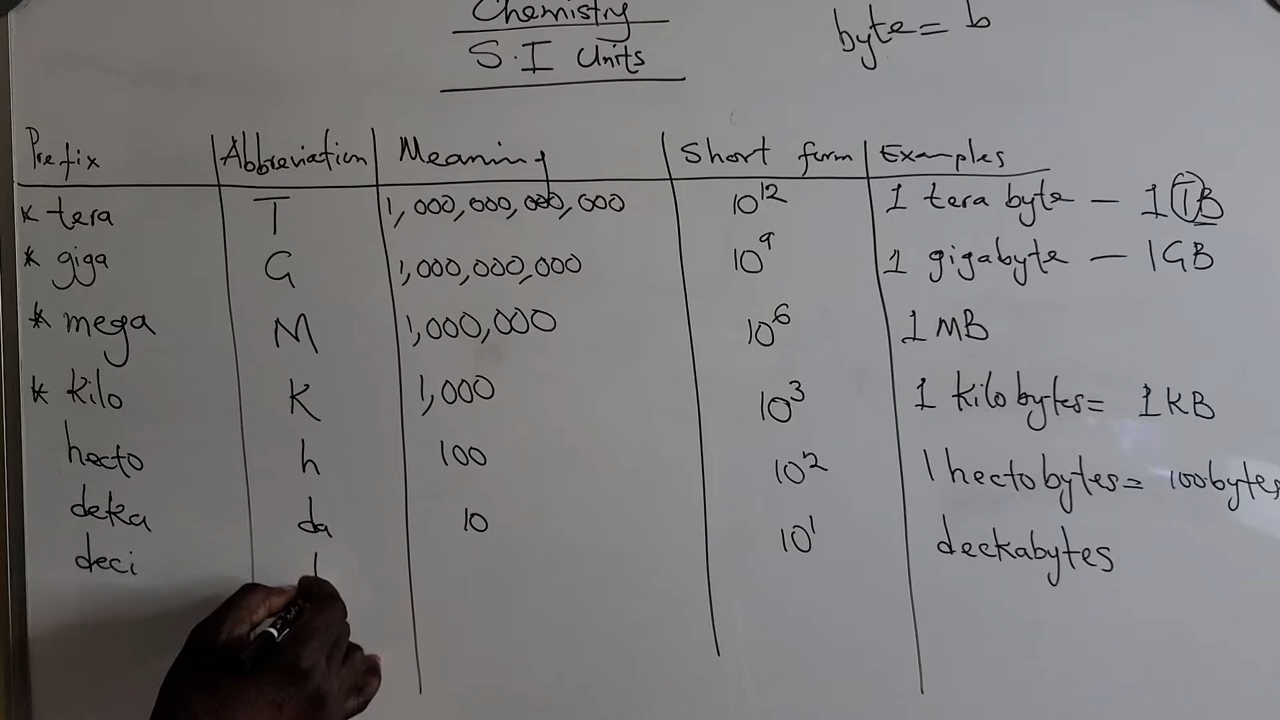 Chemistry
S.I Units
byte = b
Prefix Abbreviation Meaning Short form Examples
* tera T 1,000,000,000,000 10¹² 1 tera byte - 1TB
* giga G 1,000,000,000 10⁹ 1 gigabyte - 1GB
* mega M 1,000,000 10⁶ 1 MB
* kilo K 1,000 10³ 1 kilobytes = 1KB
hecto h 100 10² 1 hectobytes = 100bytes
deka da 10 10¹ deckabytes
deci